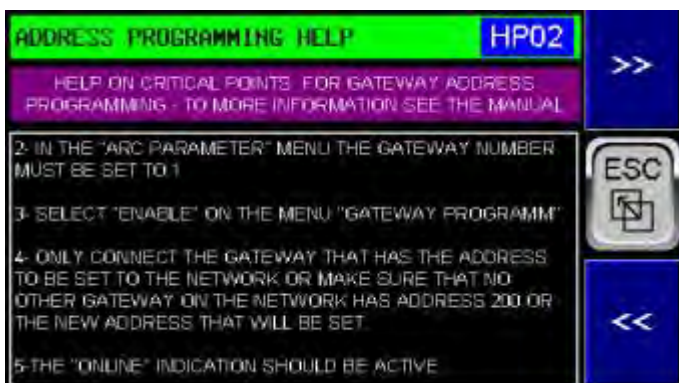 ADDRESS PROGRAMMING HELP
HP02
>>
HELP ON CRITICAL POINTS FOR GATEWAY ADDRESS
PROGRAMMING - TO MORE INFORMATION SEE THE MANUAL
2- IN THE "ARC PARAMETER" MENU THE GATEWAY NUMBER
MUST BE SET TO 1
ESC
3- SELECT "ENABLE" ON THE MENU "GATEWAY PROGRAMM"
4- ONLY CONNECT THE GATEWAY THAT HAS THE ADDRESS
TO BE SET TO THE NETWORK OR MAKE SURE THAT NO
OTHER GATEWAY ON THE NETWORK HAS ADDRESS 200 OR
THE NEW ADDRESS THAT WILL BE SET
<<
5-THE "ONLINE" INDICATION SHOULD BE ACTIVE